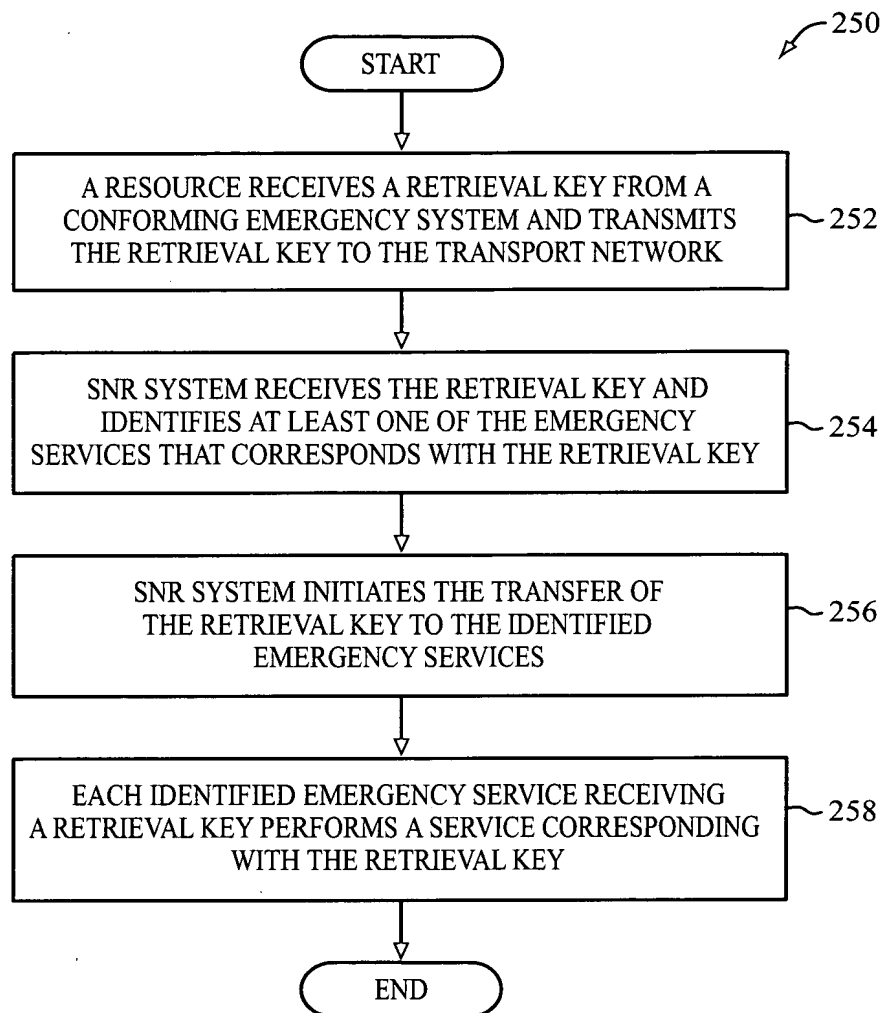 250
START
A RESOURCE RECEIVES A RETRIEVAL KEY FROM A
CONFORMING EMERGENCY SYSTEM AND TRANSMITS
THE RETRIEVAL KEY TO THE TRANSPORT NETWORK
252
SNR SYSTEM RECEIVES THE RETRIEVAL KEY AND
IDENTIFIES AT LEAST ONE OF THE EMERGENCY
SERVICES THAT CORRESPONDS WITH THE RETRIEVAL KEY
254
SNR SYSTEM INITIATES THE TRANSFER OF
THE RETRIEVAL KEY TO THE IDENTIFIED
EMERGENCY SERVICES
256
EACH IDENTIFIED EMERGENCY SERVICE RECEIVING
A RETRIEVAL KEY PERFORMS A SERVICE CORRESPONDING
WITH THE RETRIEVAL KEY
258
END